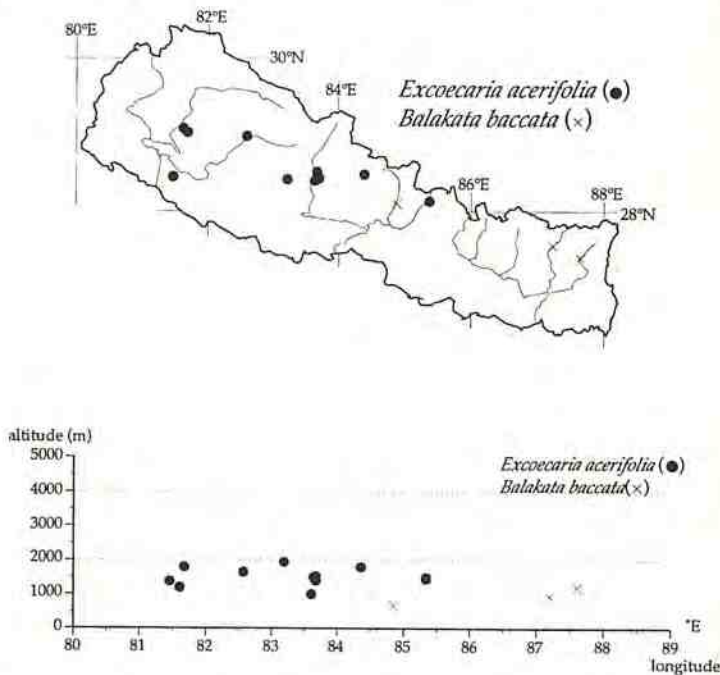 80°E
82°E
30°N
84°E
Excoecaria acerifolia (●)
Balakata baccata (×)
86°E
88°E
28°N
altitude (m)
5000
4000
3000
2000
1000
0
Excoecaria acerifolia (●)
Balakata baccata(×)
°E
80 81 82 83 84 85 86 87 88 89
longitude